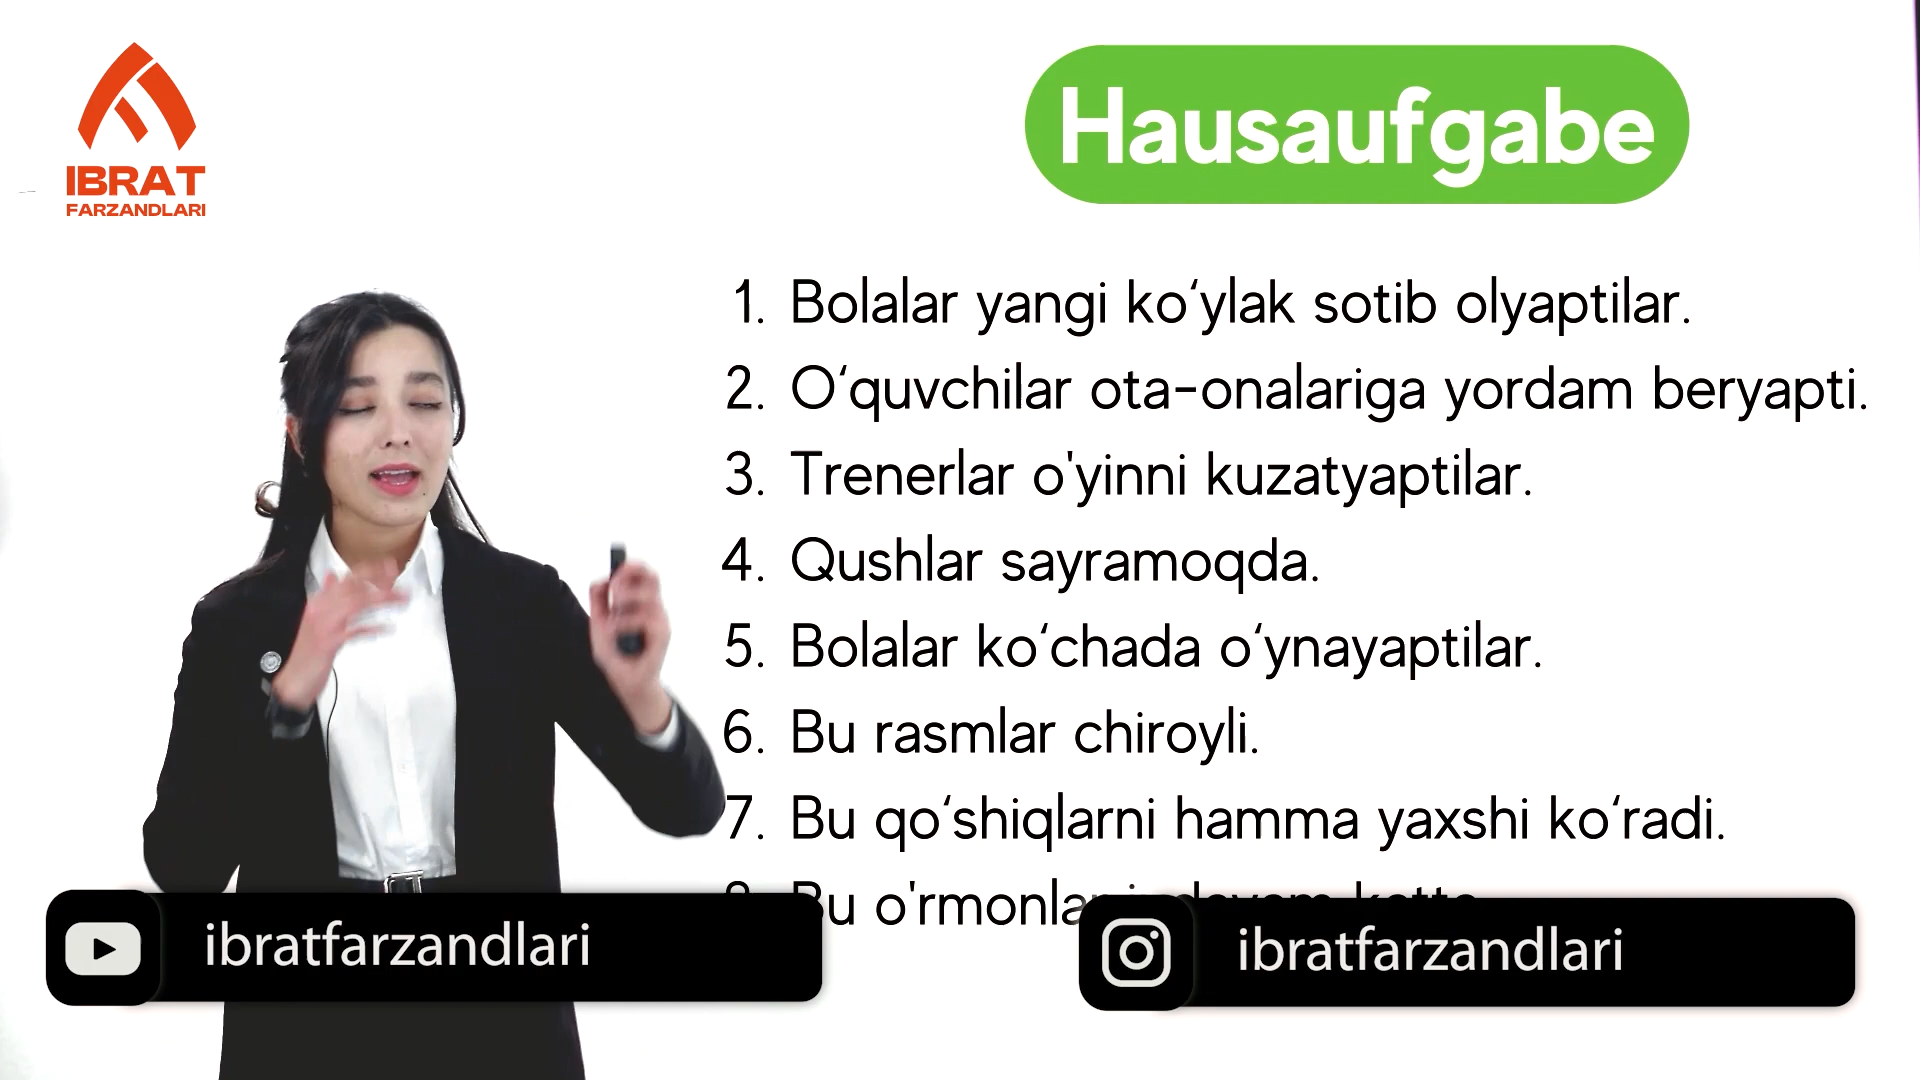 IBRAT
FARZANDLARI
Hausaufgabe
1. Bolalar yangi ko‘ylak sotib olyaptilar.
2. O‘quvchilar ota-onalariga yordam beryapti.
3. Trenerlar o'yinni kuzatyaptilar.
4. Qushlar sayramoqda.
5. Bolalar ko‘chada o‘ynayaptilar.
6. Bu rasmlar chiroyli.
7. Bu qo‘shiqlarni hamma yaxshi ko‘radi.
Bu
ibratfarzandlari
ibratfarzandlari